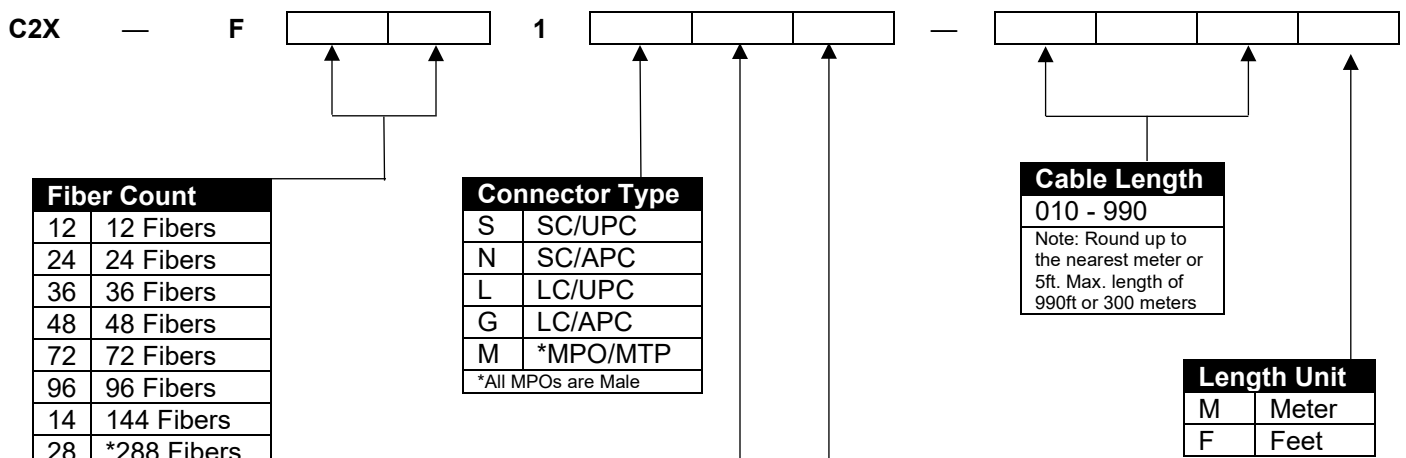 C2X — F 1 —
Fiber Count
12 12 Fibers
24 24 Fibers
36 36 Fibers
48 48 Fibers
72 72 Fibers
96 96 Fibers
14 144 Fibers
28 *288 Fibers
Connector Type
S SC/UPC
N SC/APC
L LC/UPC
G LC/APC
M *MPO/MTP
*All MPOs are Male
Cable Length
010 - 990
Note: Round up to
the nearest meter or
5ft. Max. length of
990ft or 300 meters
Length Unit
M Meter
F Feet